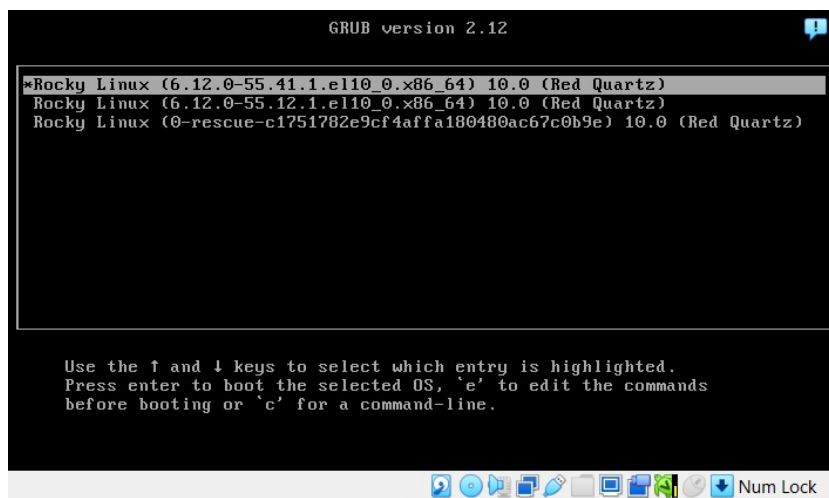 GRUB version 2.12
*Rocky Linux (6.12.0-55.41.1.el10_0.x86_64) 10.0 (Red Quartz)
Rocky Linux (6.12.0-55.12.1.el10_0.x86_64) 10.0 (Red Quartz)
Rocky Linux (0-rescue-c1751782e9cf4affa180480ac67c0b9e) 10.0 (Red Quartz)
Use the ↑ and ↓ keys to select which entry is highlighted.
Press enter to boot the selected OS, `e' to edit the commands
before booting or `c' for a command-line.
Num Lock